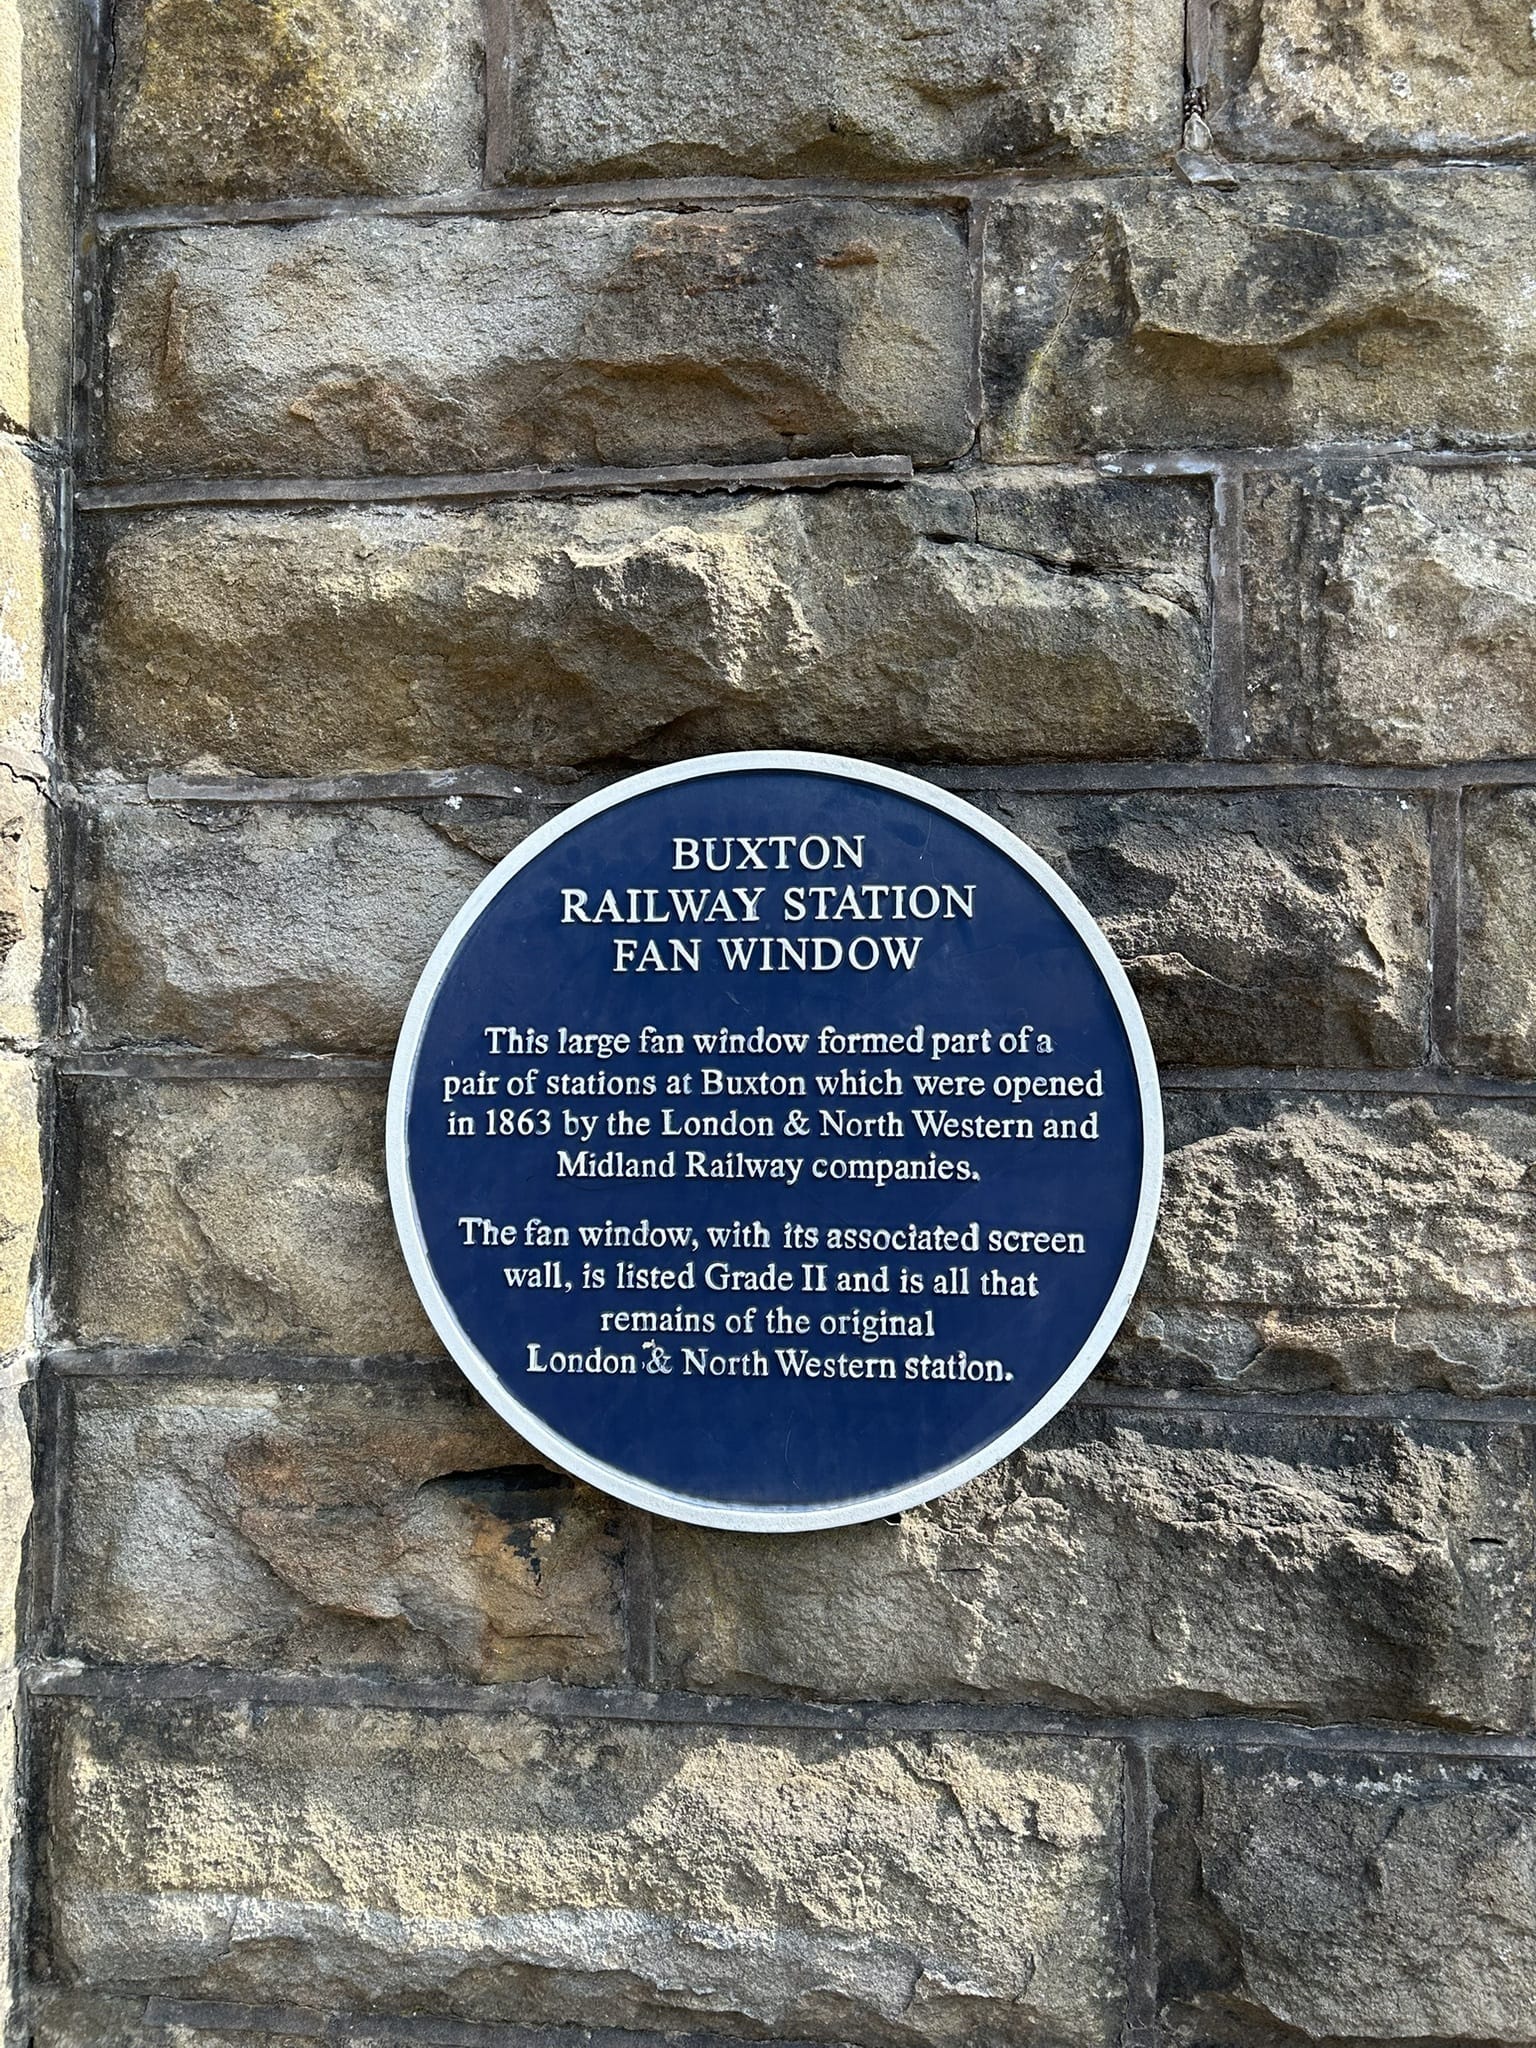 BUXTON
RAILWAY STATION
FAN WINDOW
This large fan window formed part of a
pair of stations at Buxton which were opened
in 1863 by the London & North Western and
Midland Railway companies.
The fan window, with its associated screen
wall, is listed Grade II and is all that
remains of the original
London & North Western station.